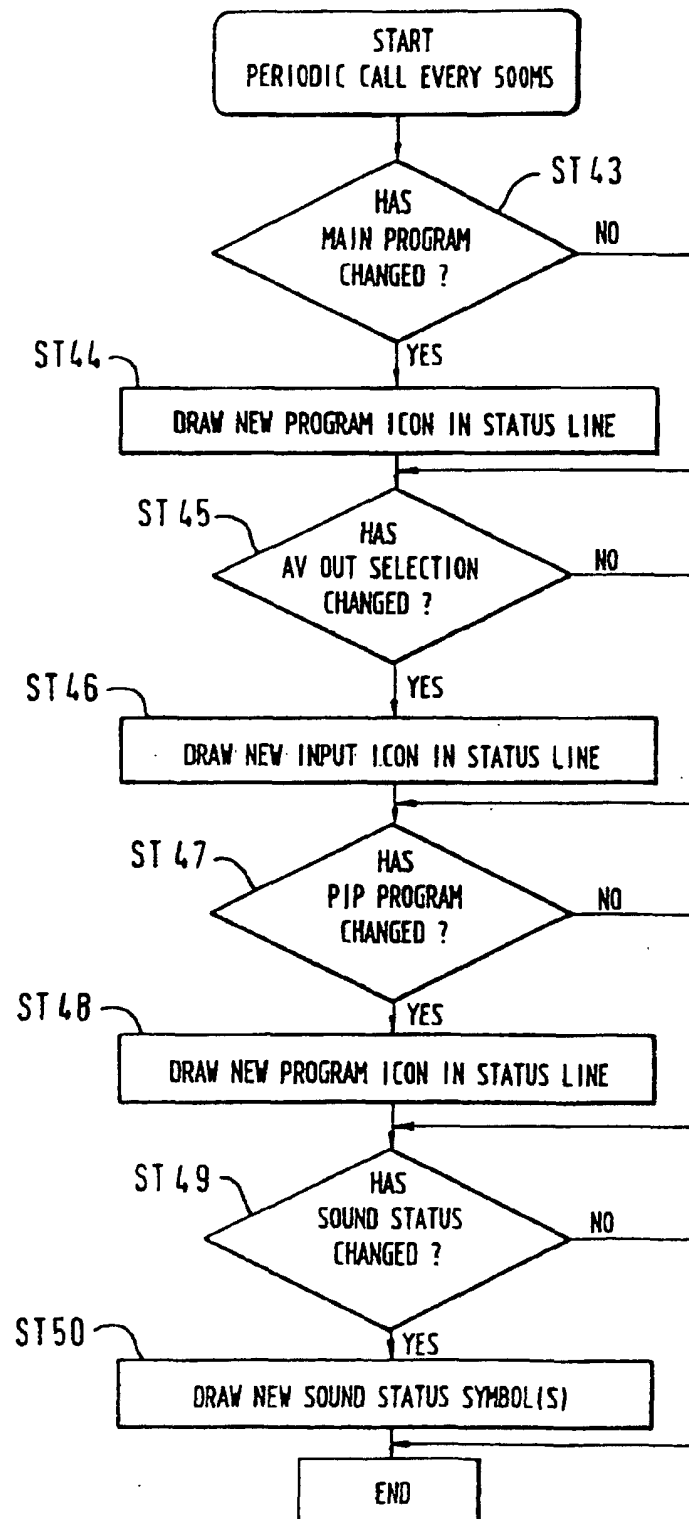 START
PERIODIC CALL EVERY 500MS
ST43
HAS
MAIN PROGRAM
CHANGED ?
NO
YES
ST44
DRAW NEW PROGRAM ICON IN STATUS LINE
ST45
HAS
AV OUT SELECTION
CHANGED ?
NO
YES
ST46
DRAW NEW INPUT ICON IN STATUS LINE
ST47
HAS
PIP PROGRAM
CHANGED ?
NO
YES
ST48
DRAW NEW PROGRAM ICON IN STATUS LINE
ST49
HAS
SOUND STATUS
CHANGED ?
NO
YES
ST50
DRAW NEW SOUND STATUS SYMBOL(S)
END